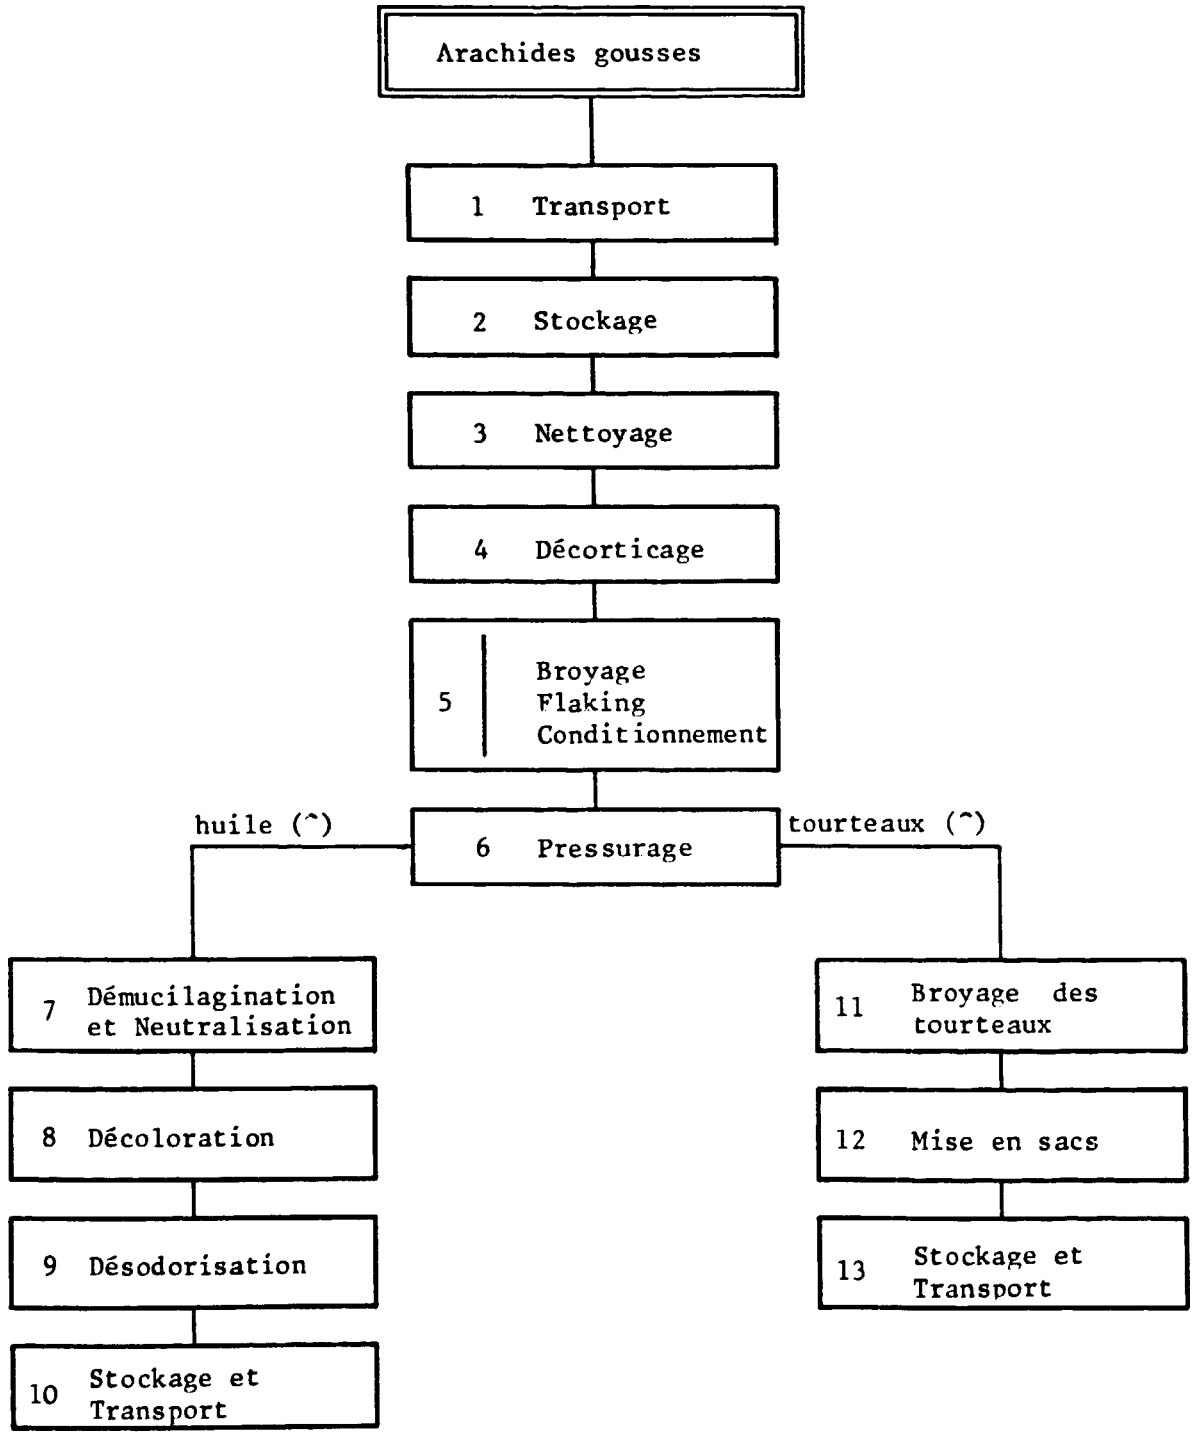 Arachides gousses
1 Transport
2 Stockage
3 Nettoyage
4 Décorticage
5
Broyage
Flaking
Conditionnement
huile (^)
6 Pressurage
tourteaux (^)
7
Démucilagination
et Neutralisation
8 Décoloration
9 Désodorisation
10
Stockage et
Transport
11
Broyage des
tourteaux
12 Mise en sacs
13
Stockage et
Transport